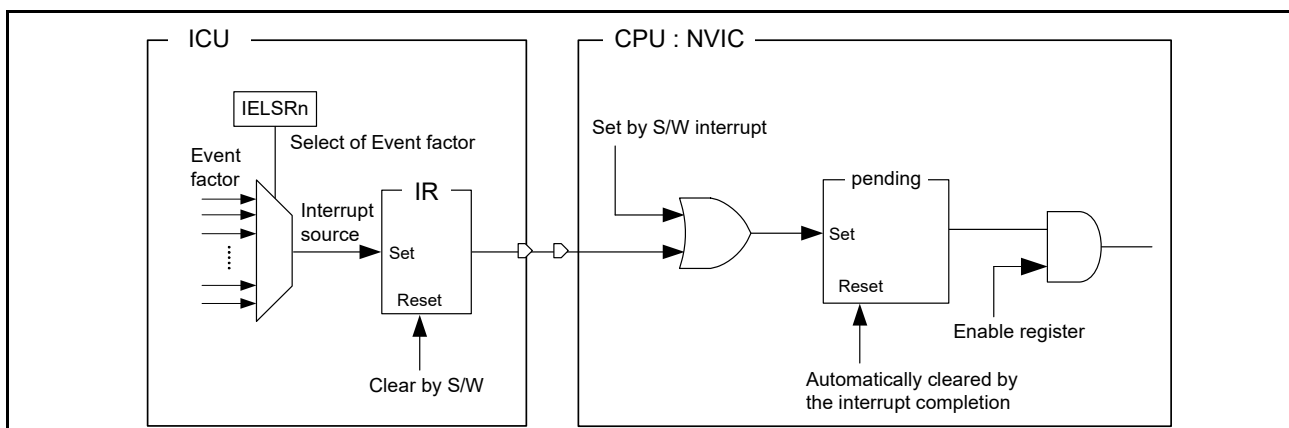 ICU
IELSRn
Select of Event factor
Event
factor
Interrupt
source
IR
Set
Reset
Clear by S/W
CPU : NVIC
Set by S/W interrupt
pending
Set
Reset
Enable register
Automatically cleared by
the interrupt completion